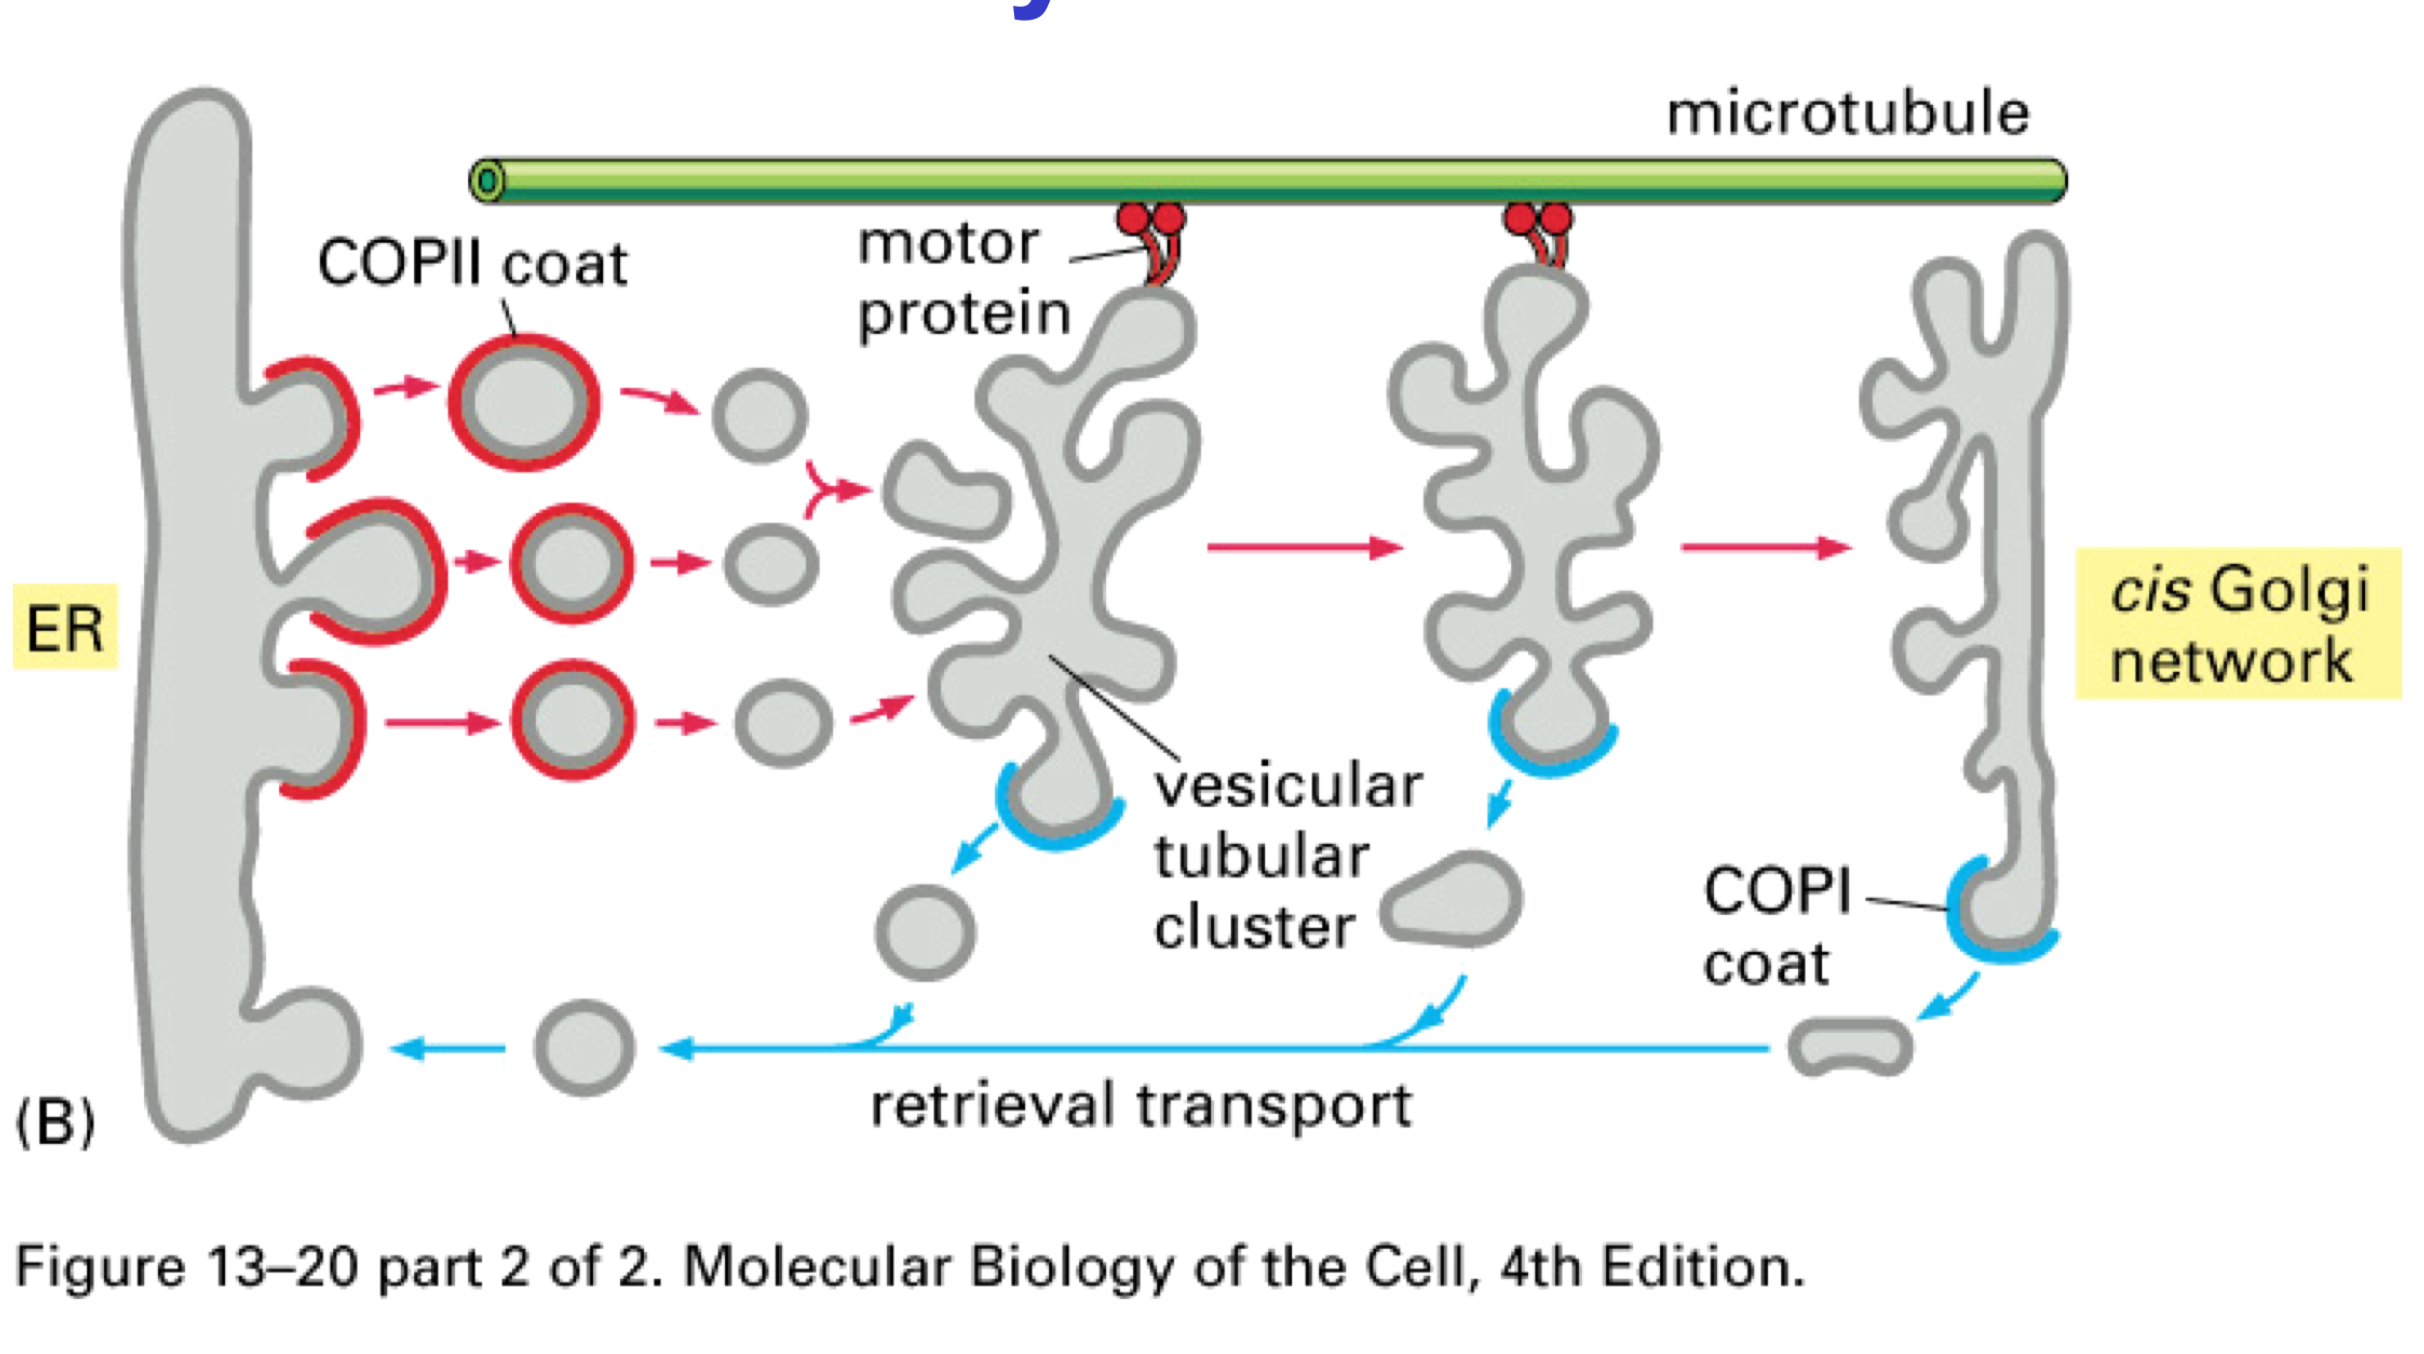 microtubule
COPII coat
motor
protein
ER
cis Golgi
network
vesicular
tubular
cluster
COPI
coat
retrieval transport
(B)
Figure 13–20 part 2 of 2. Molecular Biology of the Cell, 4th Edition.